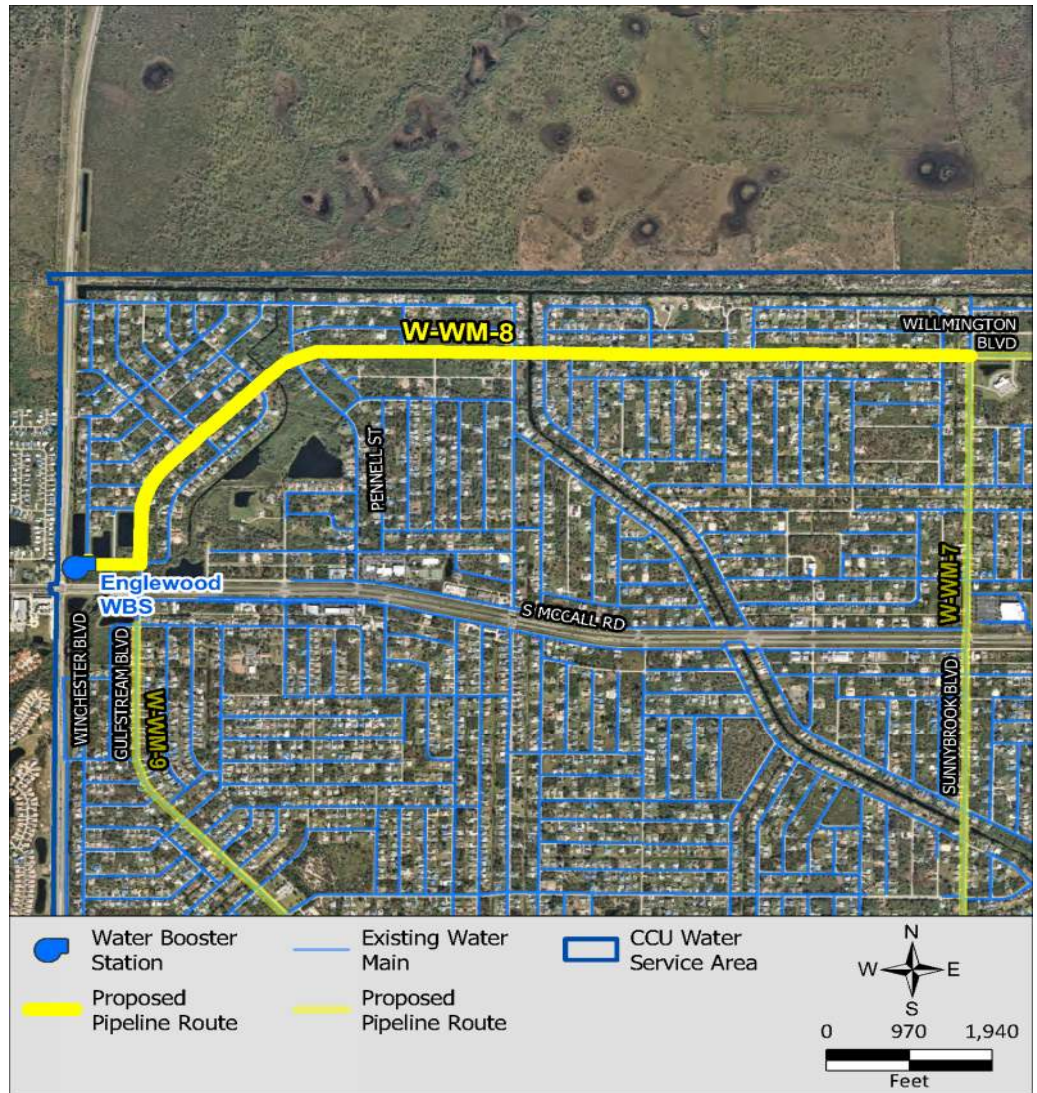 W-WM-8
WILLMINGTON
BLVD
PENNELL ST
W-WM-7
Englewood
WBS
S MCCALL RD
WINCHESTER BLVD
GULFSTREAM BLVD
W-WM-9
SUNNYBROOK BLVD
Water Booster
Station
Existing Water
Main
CCU Water
Service Area
Proposed
Pipeline Route
Proposed
Pipeline Route
N
W E
S
0 970 1,940
Feet